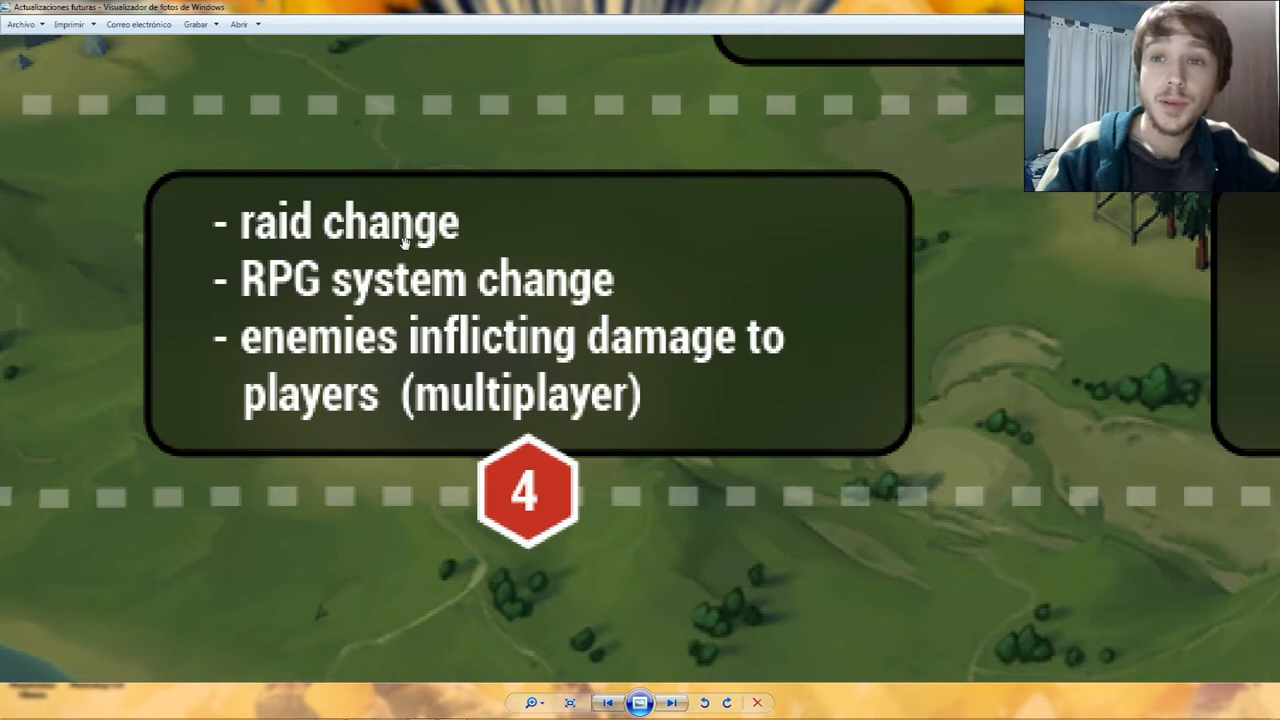 Actualizaciones futuras - Visualizador de fotos de Windows
Archivo Imprimir Correo electrónico Grabar Abrir
- raid change
- RPG system change
- enemies inflicting damage to
players (multiplayer)
4